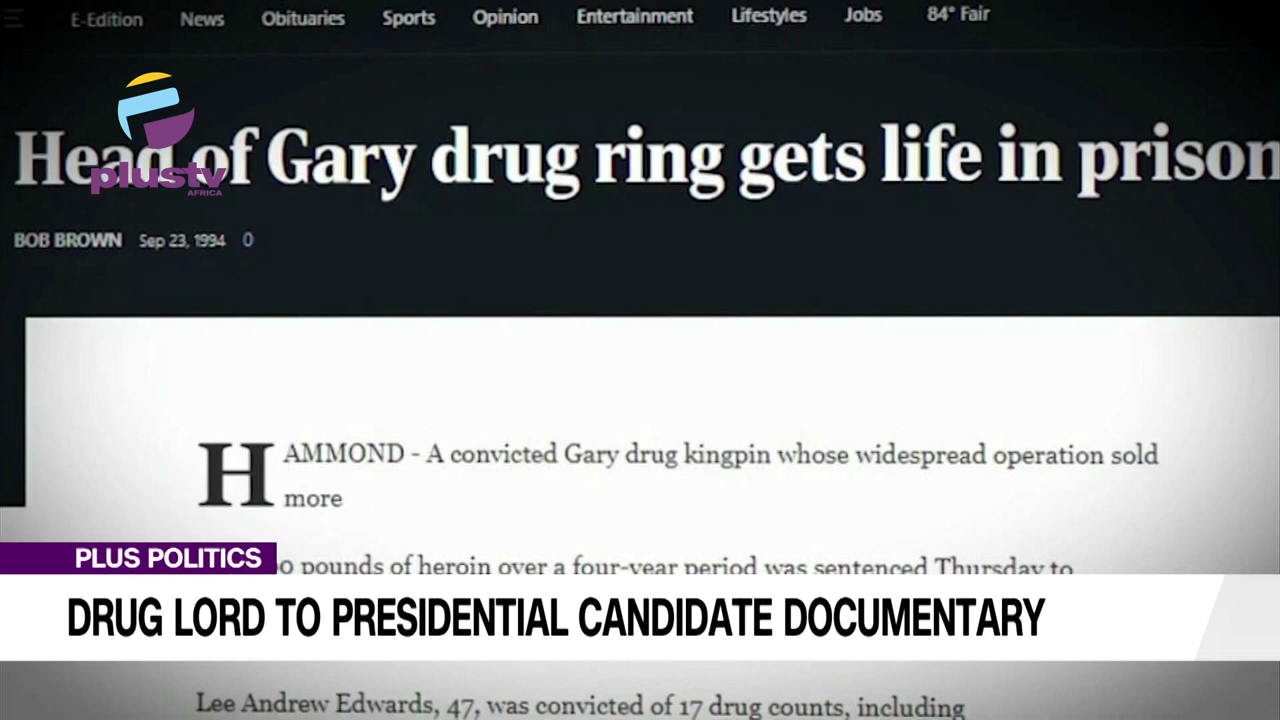 E-Edition News Obituaries Sports Opinion Entertainment Lifestyles Jobs 84° Fair
plustv
AFRICA
Head of Gary drug ring gets life in prison
BOB BROWN Sep 23, 1994 0
HAMMOND - A convicted Gary drug kingpin whose widespread operation sold
more
pounds of heroin over a four-year period was sentenced Thursday to
PLUS POLITICS
DRUG LORD TO PRESIDENTIAL CANDIDATE DOCUMENTARY
Lee Andrew Edwards, 47, was convicted of 17 drug counts, including